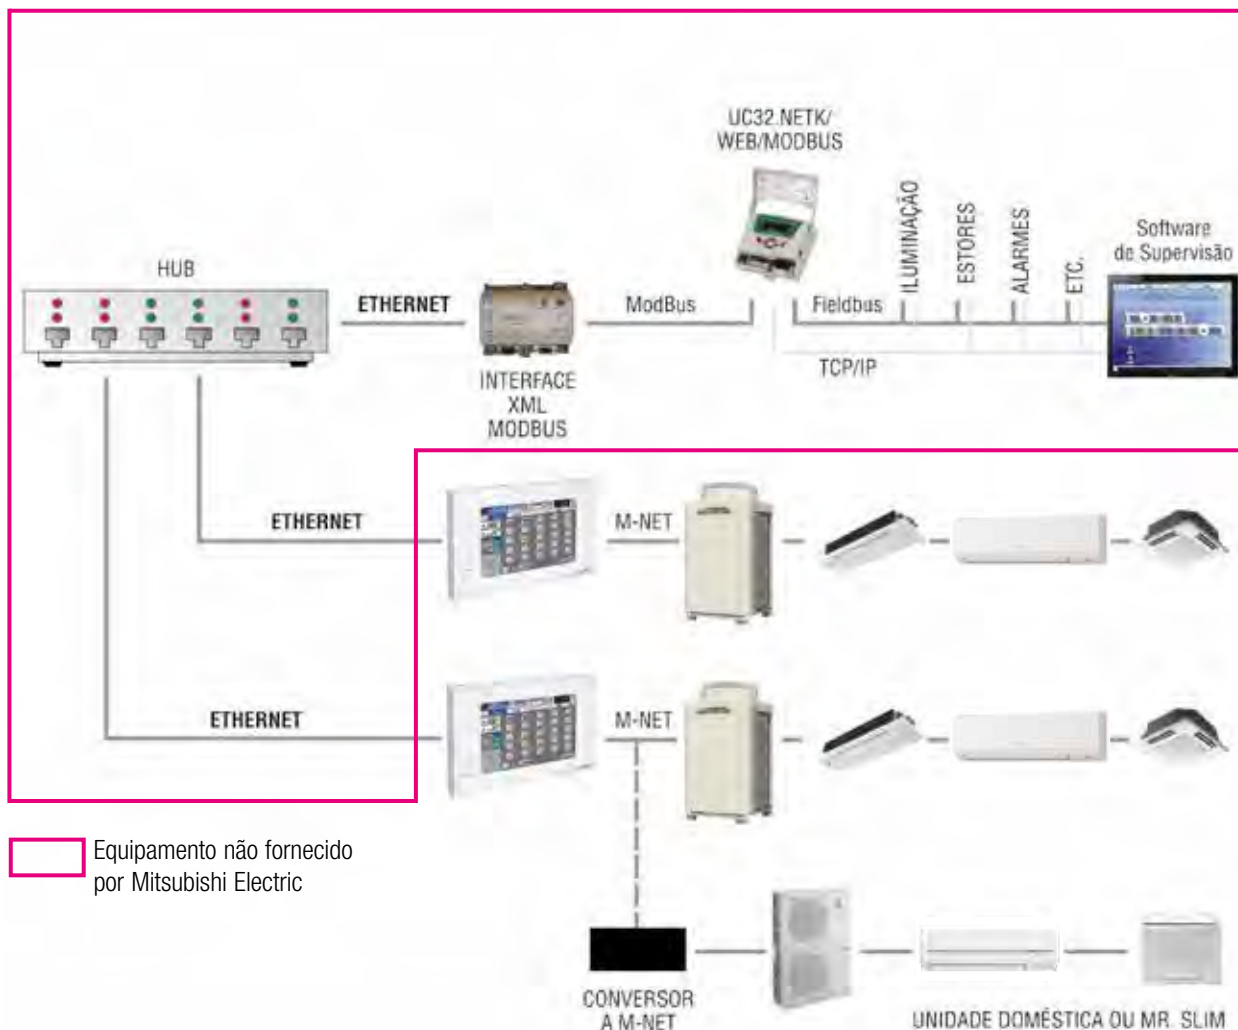 UC32.NETK/
WEB/MODBUS
ILUMINAÇÃO
ESTORES
ALARMES
ETC.
Software
de Supervisão
HUB
ETHERNET
ModBus
Fieldbus
TCP/IP
INTERFACE
XML
MODBUS
ETHERNET
M-NET
ETHERNET
M-NET
Equipamento não fornecido
por Mitsubishi Electric
CONVERSOR
A M-NET
UNIDADE DOMÉSTICA OU MR. SLIM